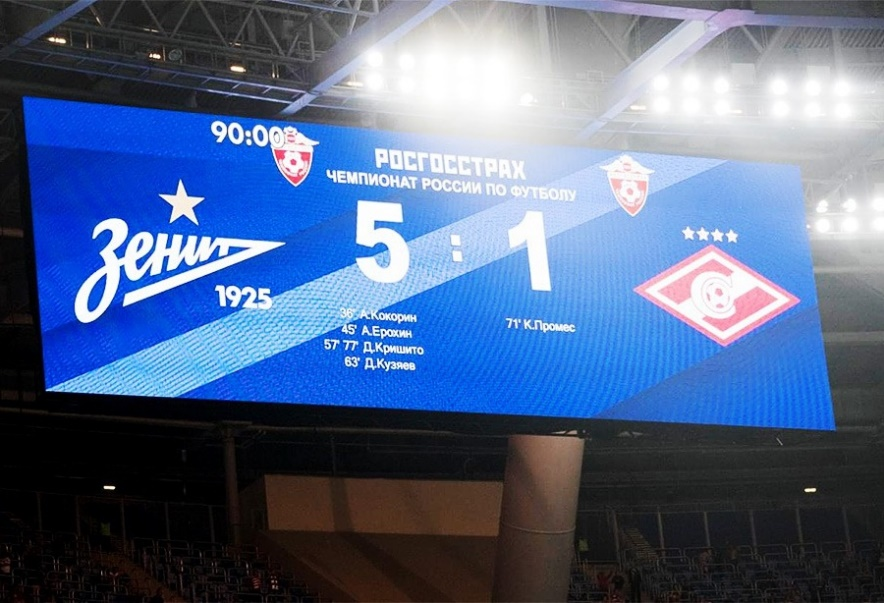 90:00
РОСГОССТРАХ
ЧЕМПИОНАТ РОССИИ ПО ФУТБОЛУ
Зенит
1925
5 : 1
36' А.Кокорин
45' А.Ерохин
57' 77' Д.Кришито
63' Д.Кузяев
71' К.Промес
С